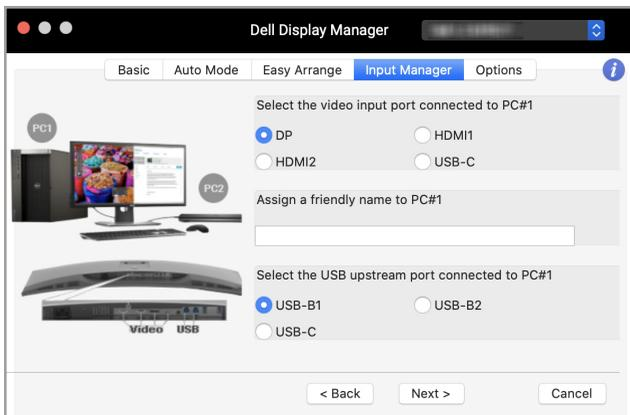 Dell Display Manager
Basic Auto Mode Easy Arrange Input Manager Options
Select the video input port connected to PC#1
PC1
DP HDMI1
HDMI2 USB-C
PC2
Assign a friendly name to PC#1
Select the USB upstream port connected to PC#1
USB-B1 USB-B2
USB-C
Video USB
< Back Next > Cancel